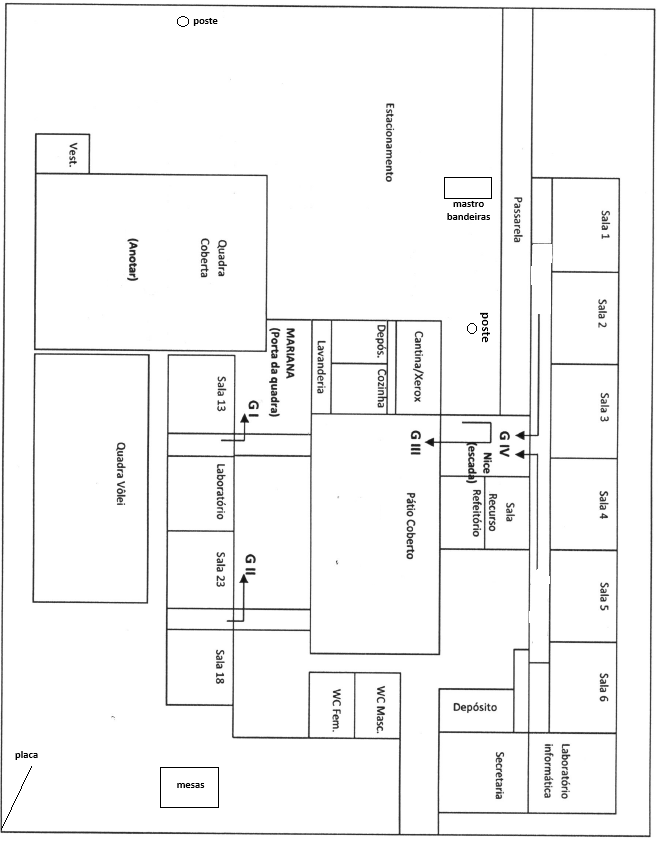 poste
Estacionamento
mastro
bandeiras
Passarela
Sala 1
Sala 2
Sala 3
Sala 4
Sala 5
Sala 6
Vest.
Quadra
Coberta
(Anotar)
poste
MARIANA
(Porta da quadra)
Lavanderia
Depós.
Cozinha
Cantina/Xerox
Sala 13
G I
G III
G IV
Nice
(escada)
Quadra Vôlei
Laboratório
Pátio Coberto
Sala
Recurso
Refeitório
Sala 23
G II
Sala 18
WC Fem.
WC Masc.
Depósito
Secretaria
Laboratório
informática
placa
mesas